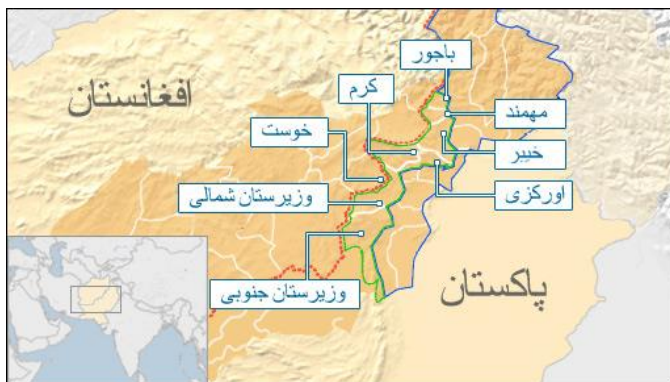 باجور
افغانستان
کرم
مهمند
خوست
خیبر
وزیرستان شمالی
اورکزی
وزیرستان جنوبی
پاکستان